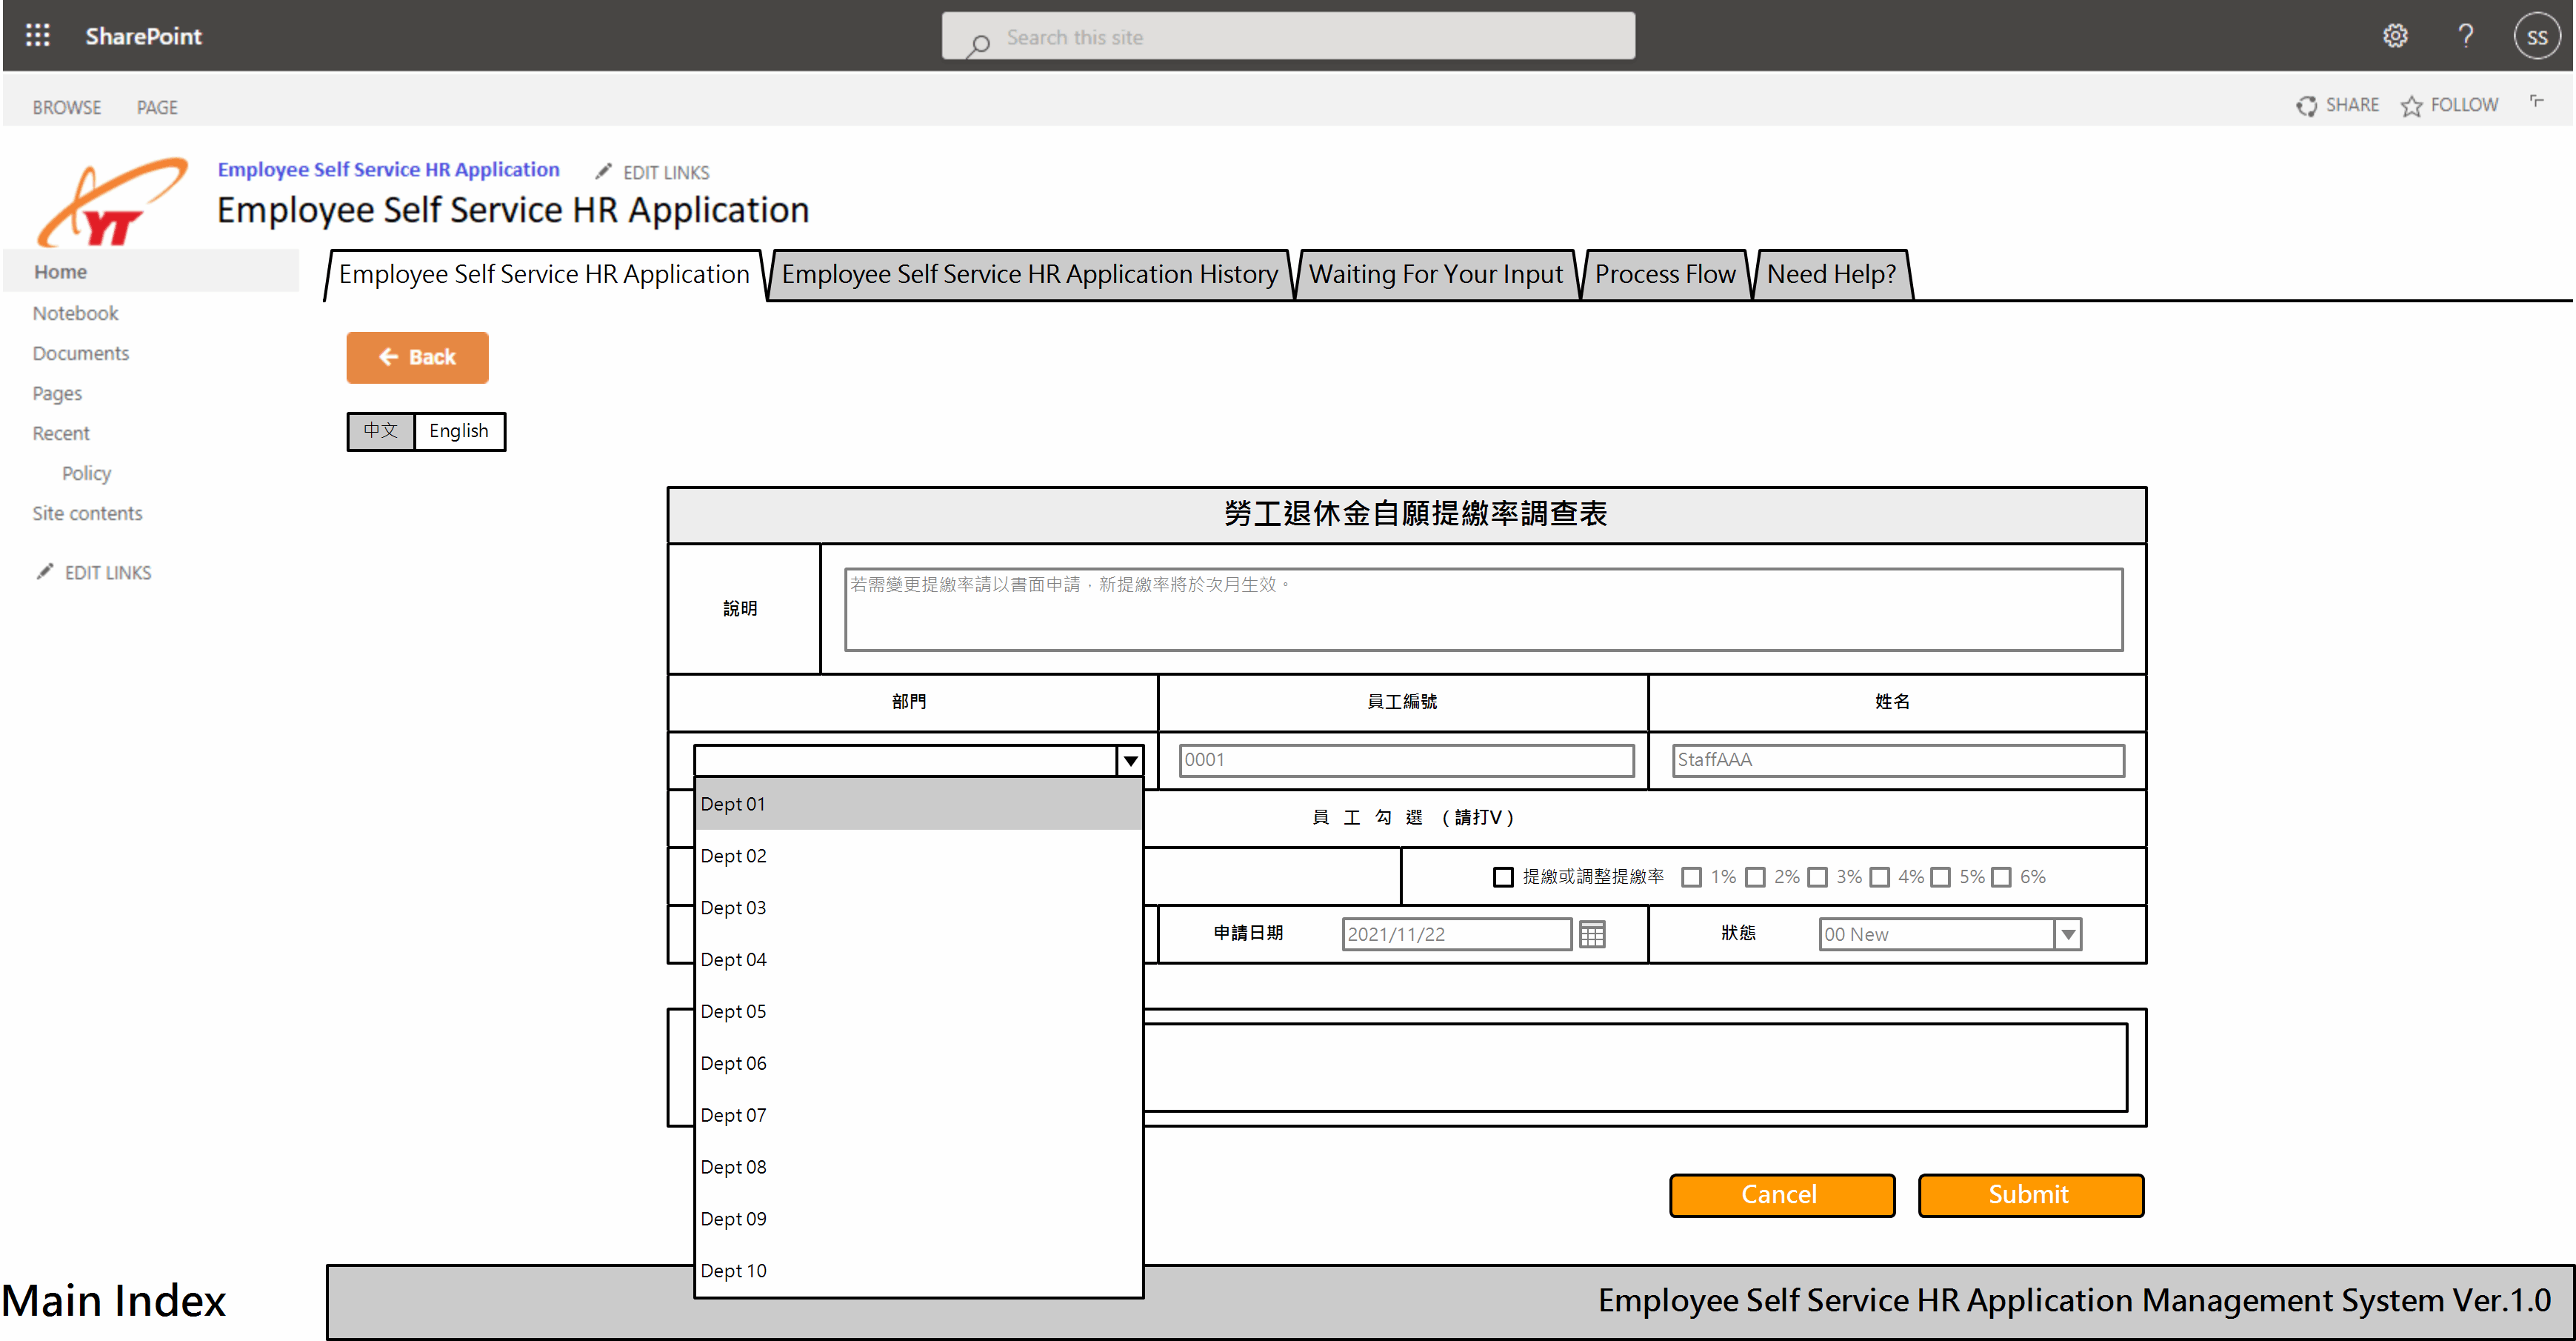 SharePoint
Search this site
?
SS
BROWSE PAGE
SHARE FOLLOW
YT
Employee Self Service HR Application EDIT LINKS
Employee Self Service HR Application
Home
Notebook
Documents
Pages
Recent
Policy
Site contents
EDIT LINKS
Employee Self Service HR Application Employee Self Service HR Application History Waiting For Your Input Process Flow Need Help?
Back
中文 English
勞工退休金自願提繳率調查表
說明
若需變更提繳率請以書面申請，新提繳率將於次月生效。
部門 員工編號 姓名
0001 StaffAAA
員 工 勾 選 (請打V)
提繳或調整提繳率 1% 2% 3% 4% 5% 6%
申請日期 2021/11/22 狀態 00 New
Dept 01
Dept 02
Dept 03
Dept 04
Dept 05
Dept 06
Dept 07
Dept 08
Dept 09
Dept 10
Cancel Submit
Main Index
Employee Self Service HR Application Management System Ver.1.0